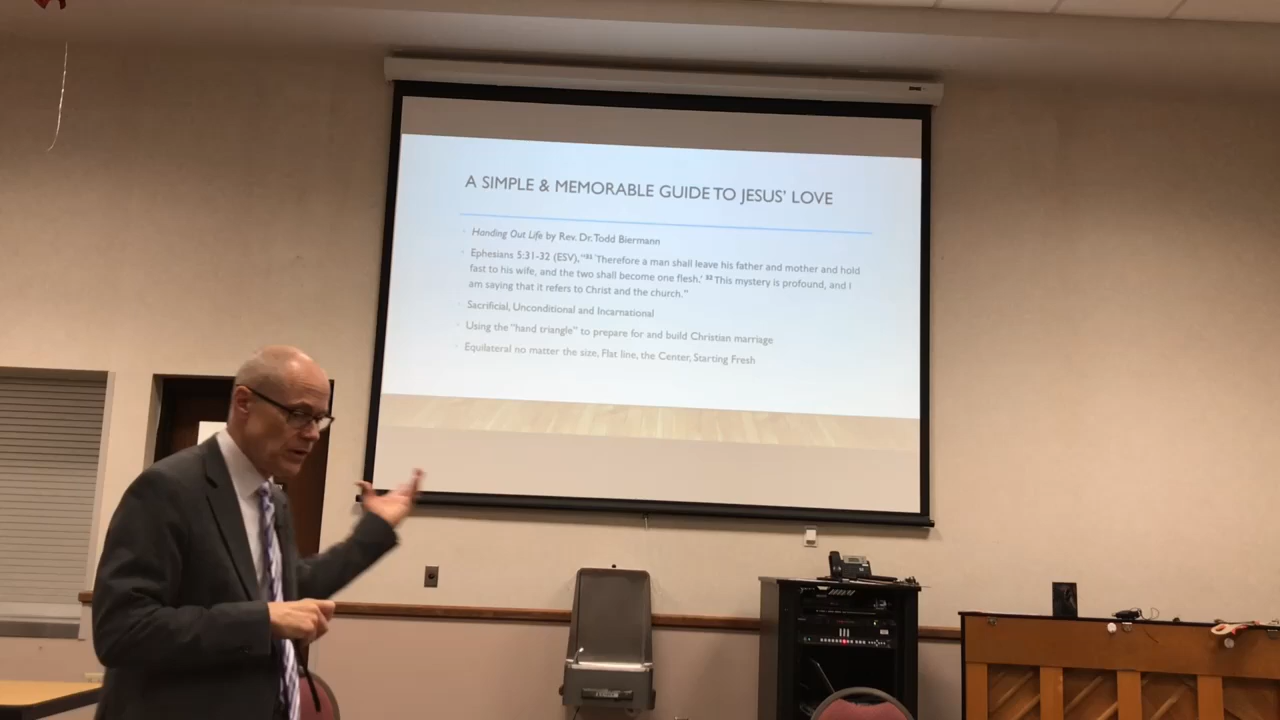 A SIMPLE & MEMORABLE GUIDE TO JESUS’ LOVE
• Handing Out Life by Rev. Dr. Todd Biermann
• Ephesians 5:31-32 (ESV), “³¹ ‘Therefore a man shall leave his father and mother and hold
fast to his wife, and the two shall become one flesh.’ ³² This mystery is profound, and I
am saying that it refers to Christ and the church.”
• Sacrificial, Unconditional and Incarnational
• Using the “hand triangle” to prepare for and build Christian marriage
• Equilateral no matter the size, Flat line, the Center, Starting Fresh